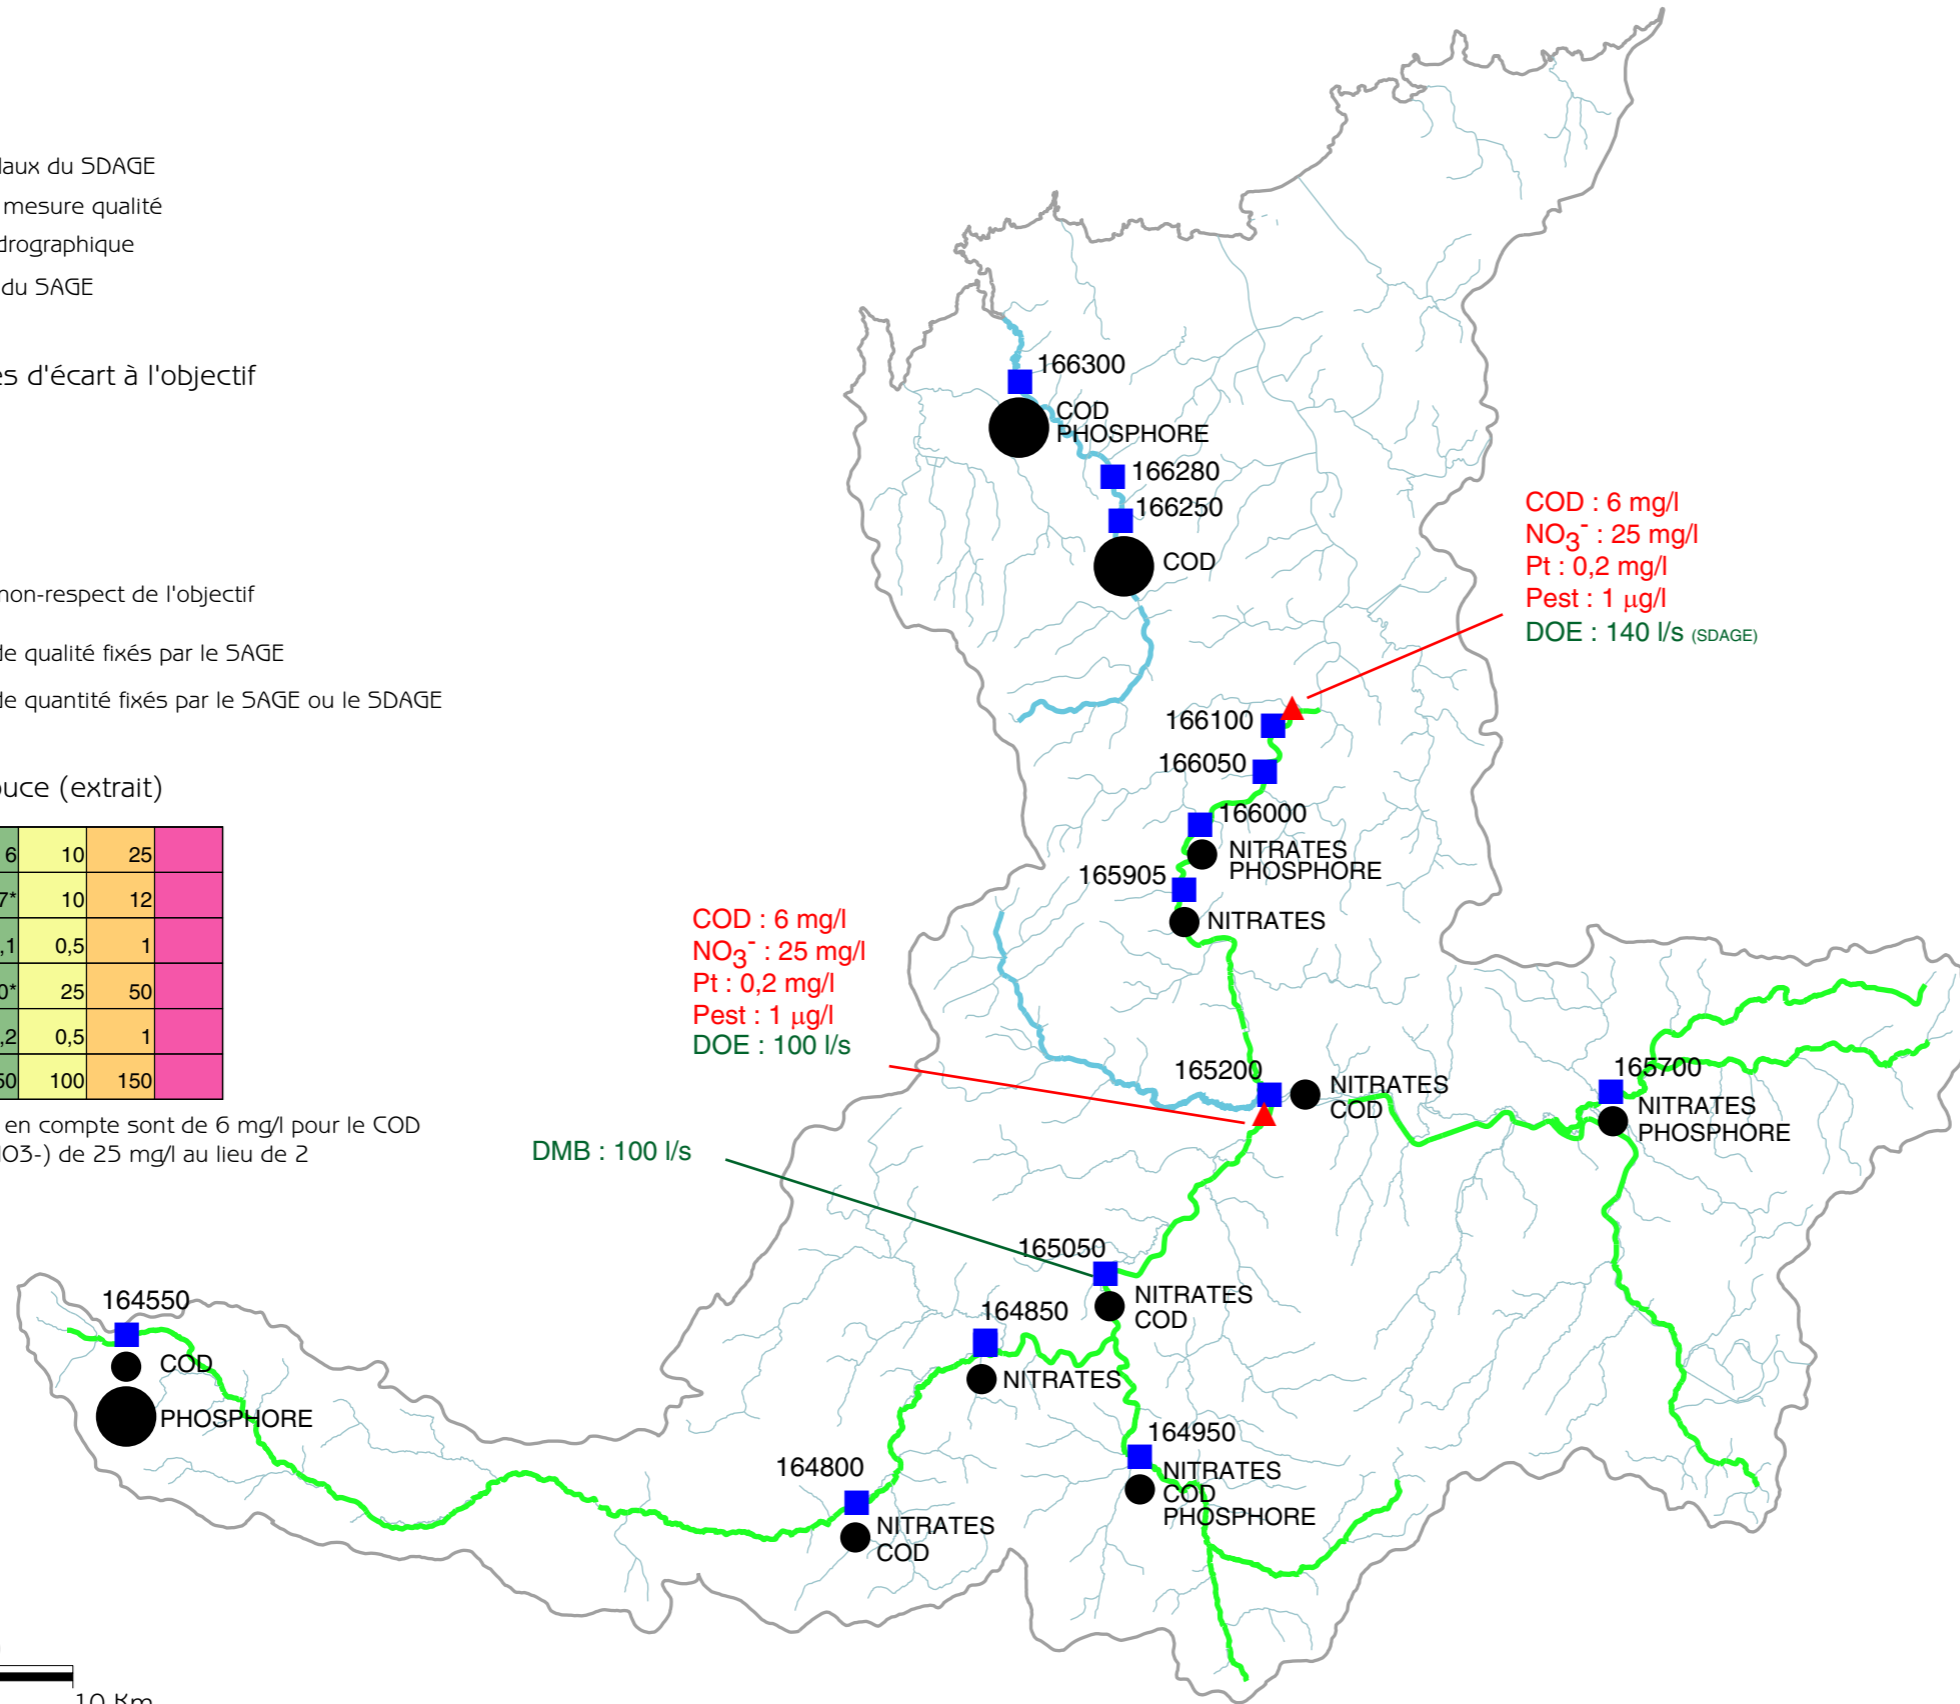 laux du SDAGE
mesure qualité
drographique
du SAGE
es d'écart à l'objectif
non-respect de l'objectif
de qualité fixés par le SAGE
de quantité fixés par le SAGE ou le SDAGE
ouce (extrait)
6 10 25
7* 10 12
,1 0,5 1
0* 25 50
,2 0,5 1
50 100 150
en compte sont de 6 mg/l pour le COD
NO3-) de 25 mg/l au lieu de 2
10 Km
166300
COD
PHOSPHORE
166280
166250
COD
COD : 6 mg/l
NO3- : 25 mg/l
Pt : 0,2 mg/l
Pest : 1 µg/l
DOE : 140 l/s (SDAGE)
166100
166050
166000
NITRATES
PHOSPHORE
165905
NITRATES
COD : 6 mg/l
NO3- : 25 mg/l
Pt : 0,2 mg/l
Pest : 1 µg/l
DOE : 100 l/s
165200
NITRATES
COD
165700
NITRATES
PHOSPHORE
DMB : 100 l/s
165050
NITRATES
COD
164550
COD
PHOSPHORE
164850
NITRATES
164950
NITRATES
COD
PHOSPHORE
164800
NITRATES
COD